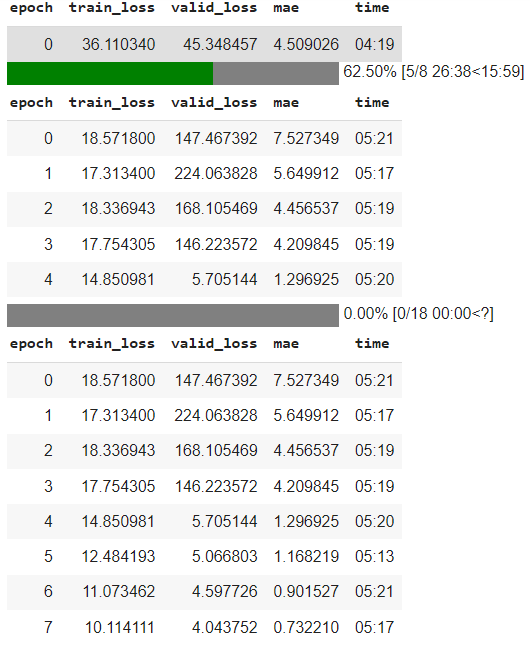 epoch train_loss valid_loss mae time
0 36.110340 45.348457 4.509026 04:19
62.50% [5/8 26:38<15:59]
epoch train_loss valid_loss mae time
0 18.571800 147.467392 7.527349 05:21
1 17.313400 224.063828 5.649912 05:17
2 18.336943 168.105469 4.456537 05:19
3 17.754305 146.223572 4.209845 05:19
4 14.850981 5.705144 1.296925 05:20
0.00% [0/18 00:00<?]
epoch train_loss valid_loss mae time
0 18.571800 147.467392 7.527349 05:21
1 17.313400 224.063828 5.649912 05:17
2 18.336943 168.105469 4.456537 05:19
3 17.754305 146.223572 4.209845 05:19
4 14.850981 5.705144 1.296925 05:20
5 12.484193 5.066803 1.168219 05:13
6 11.073462 4.597726 0.901527 05:21
7 10.114111 4.043752 0.732210 05:17